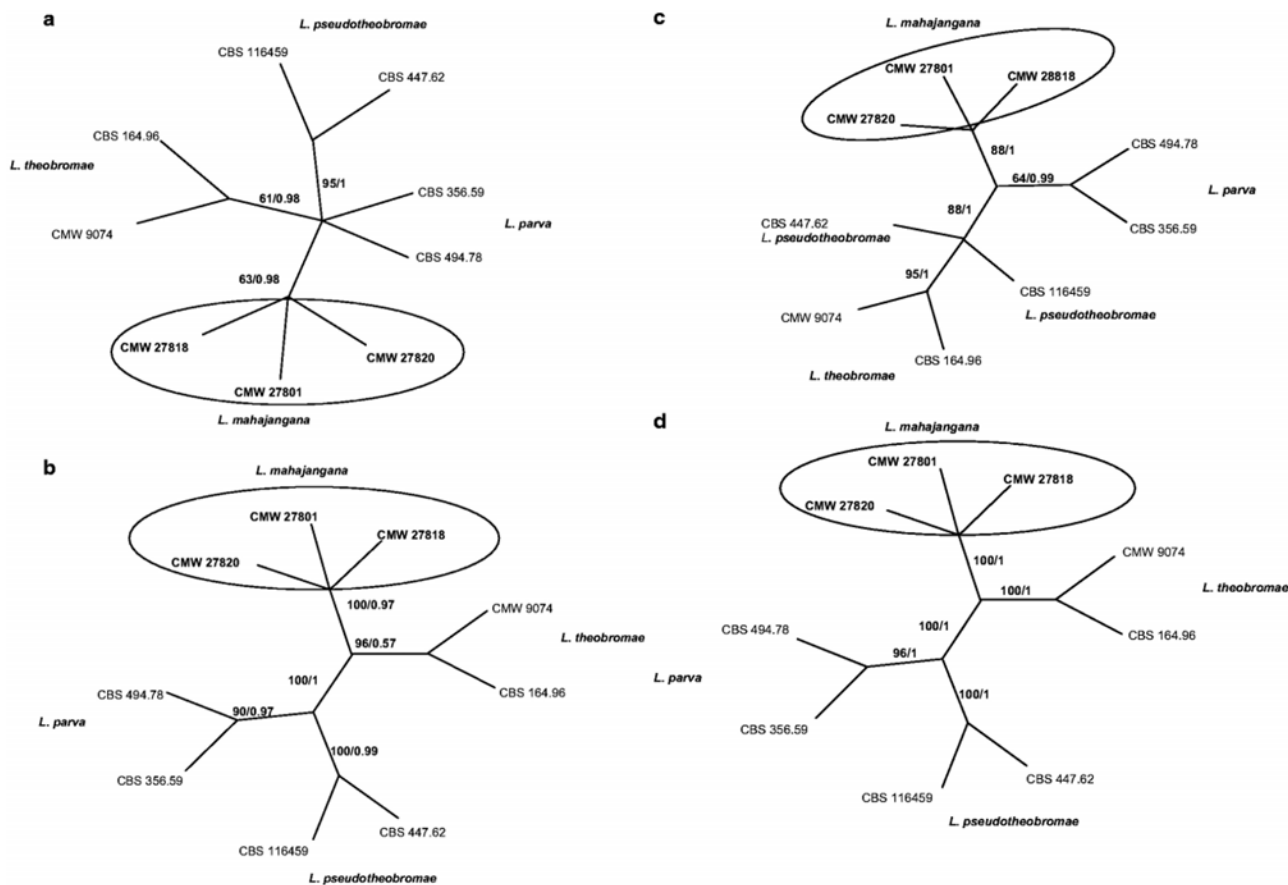 a
L. pseudotheobromae
CBS 116459
CBS 447.62
CBS 164.96
L. theobromae
95/1
61/0.98
CBS 356.59
L. parva
CMW 9074
CBS 494.78
63/0.98
CMW 27818
CMW 27820
CMW 27801
L. mahajangana
b
L. mahajangana
CMW 27801
CMW 27818
CMW 27820
100/0.97
CMW 9074
96/0.57
L. theobromae
100/1
CBS 164.96
CBS 494.78
L. parva
90/0.97
100/0.99
CBS 356.59
CBS 447.62
CBS 116459
L. pseudotheobromae
c
L. mahajangana
CMW 27801
CMW 28818
CMW 27820
88/1
CBS 494.78
64/0.99
L. parva
88/1
CBS 447.62
CBS 356.59
L. pseudotheobromae
95/1
CBS 116459
CMW 9074
L. pseudotheobromae
CBS 164.96
L. theobromae
d
L. mahajangana
CMW 27801
CMW 27818
CMW 27820
100/1
CMW 9074
100/1
L. theobromae
100/1
CBS 164.96
CBS 494.78
96/1
L. parva
100/1
CBS 356.59
CBS 447.62
CBS 116459
L. pseudotheobromae